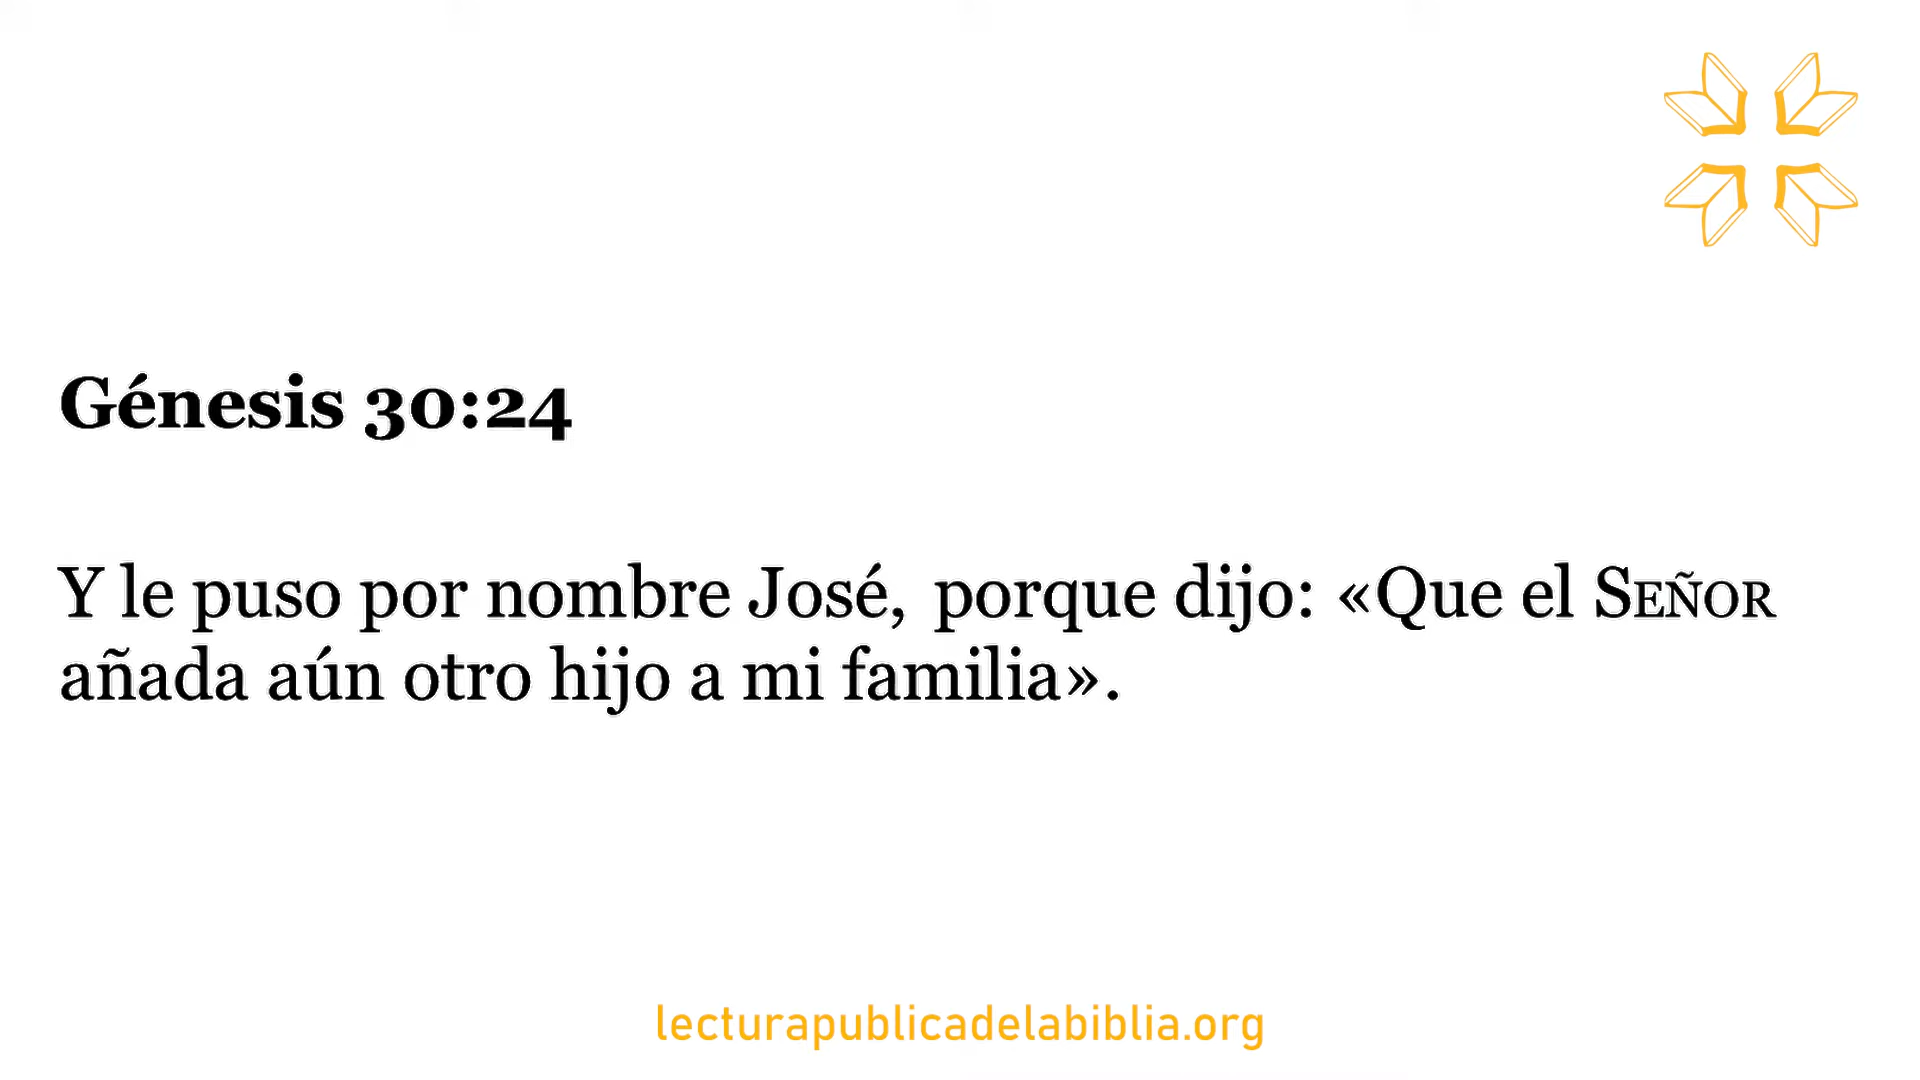 Génesis 30:24
Y le puso por nombre José, porque dijo: «Que el SEÑOR
añada aún otro hijo a mi familia».
lecturapublicadelabiblia.org